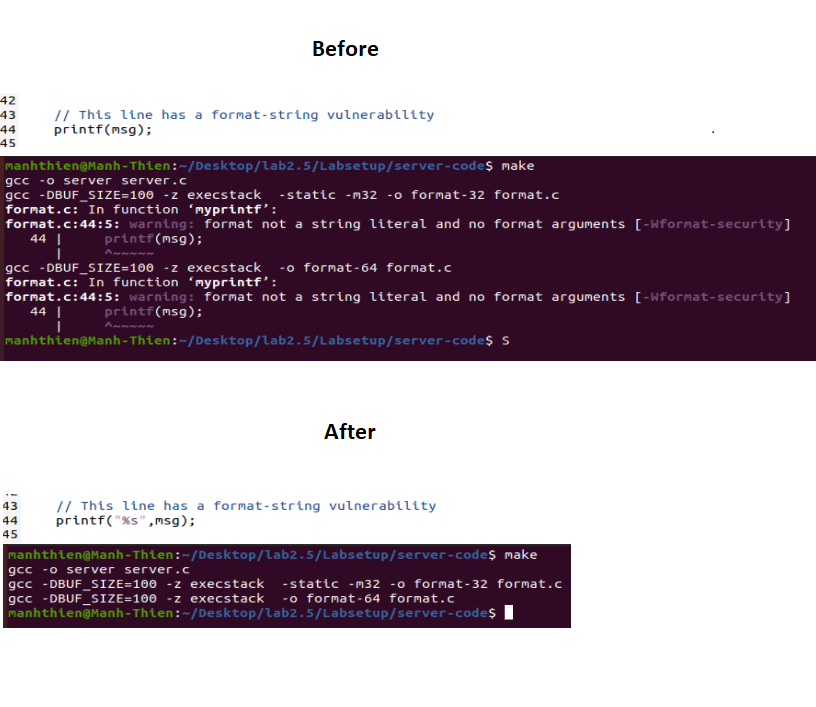 Before
42
43 // This line has a format-string vulnerability
44 printf(msg);
45
manhthien@Manh-Thien:~/Desktop/lab2.5/Labsetup/server-code$ make
gcc -o server server.c
gcc -DBUF_SIZE=100 -z execstack  -static -m32 -o format-32 format.c
format.c: In function ‘myprintf’:
format.c:44:5: warning: format not a string literal and no format arguments [-Wformat-security]
   44 |     printf(msg);
      |     ^~~~~~
gcc -DBUF_SIZE=100 -z execstack  -o format-64 format.c
format.c: In function ‘myprintf’:
format.c:44:5: warning: format not a string literal and no format arguments [-Wformat-security]
   44 |     printf(msg);
      |     ^~~~~~
manhthien@Manh-Thien:~/Desktop/lab2.5/Labsetup/server-code$ S
After
43 // This line has a format-string vulnerability
44 printf("%s",msg);
45
manhthien@Manh-Thien:~/Desktop/lab2.5/Labsetup/server-code$ make
gcc -o server server.c
gcc -DBUF_SIZE=100 -z execstack  -static -m32 -o format-32 format.c
gcc -DBUF_SIZE=100 -z execstack  -o format-64 format.c
manhthien@Manh-Thien:~/Desktop/lab2.5/Labsetup/server-code$